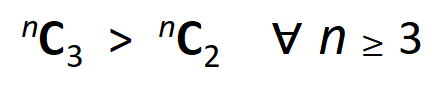 ⁿC₃ > ⁿC₂ ∀ n ≥ 3